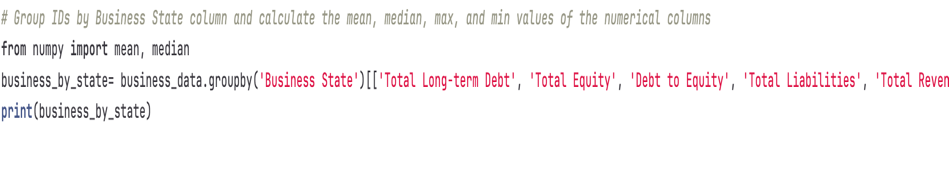 # Group IDs by Business State column and calculate the mean, median, max, and min values of the numerical columns
from numpy import mean, median
business_by_state= business_data.groupby('Business State')[['Total Long-term Debt', 'Total Equity', 'Debt to Equity', 'Total Liabilities', 'Total Reven
print(business_by_state)